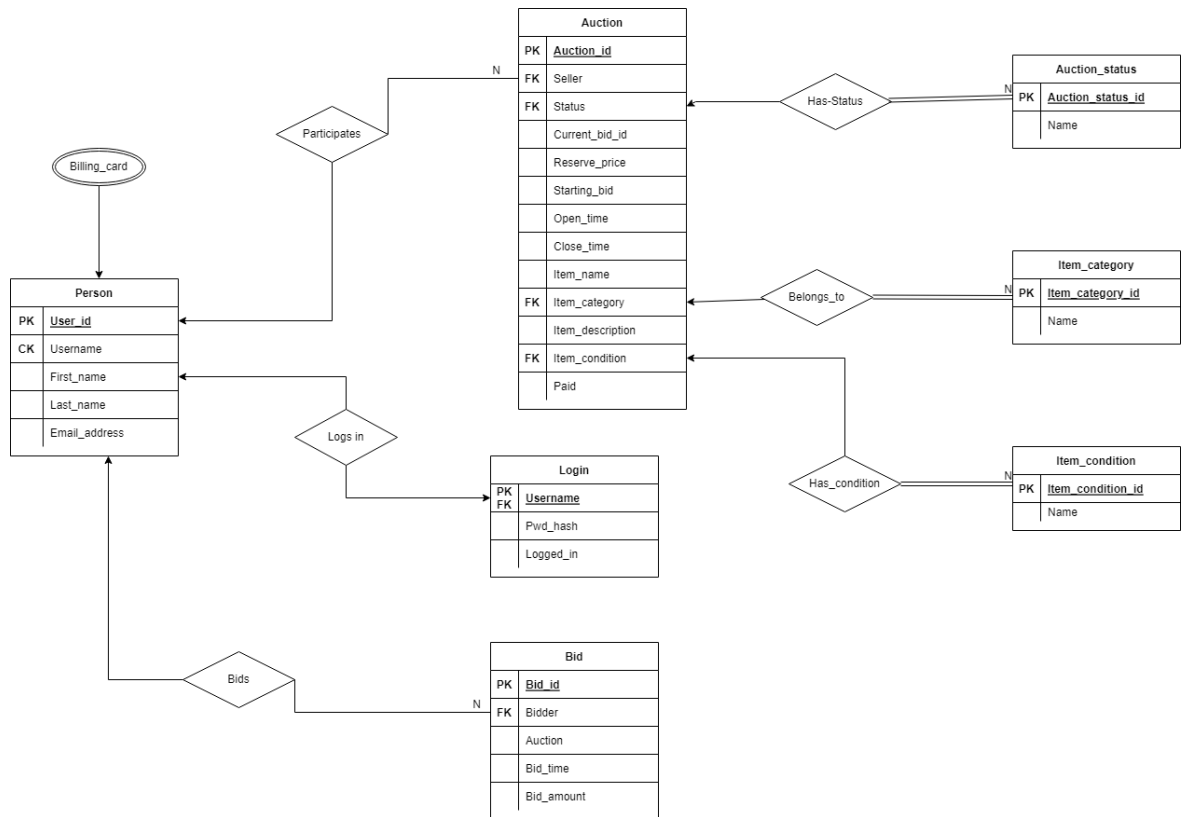 Auction
PK Auction_id
FK Seller
FK Status
Current_bid_id
Reserve_price
Starting_bid
Open_time
Close_time
Item_name
FK Item_category
Item_description
FK Item_condition
Paid
N
Participates
Has-Status
N
Auction_status
PK Auction_status_id
Name
Billing_card
Person
PK User_id
CK Username
First_name
Last_name
Email_address
Belongs_to
N
Item_category
PK Item_category_id
Name
Logs in
Login
PK
FK Username
Pwd_hash
Logged_in
Has_condition
N
Item_condition
PK Item_condition_id
Name
Bids
N
Bid
PK Bid_id
FK Bidder
Auction
Bid_time
Bid_amount